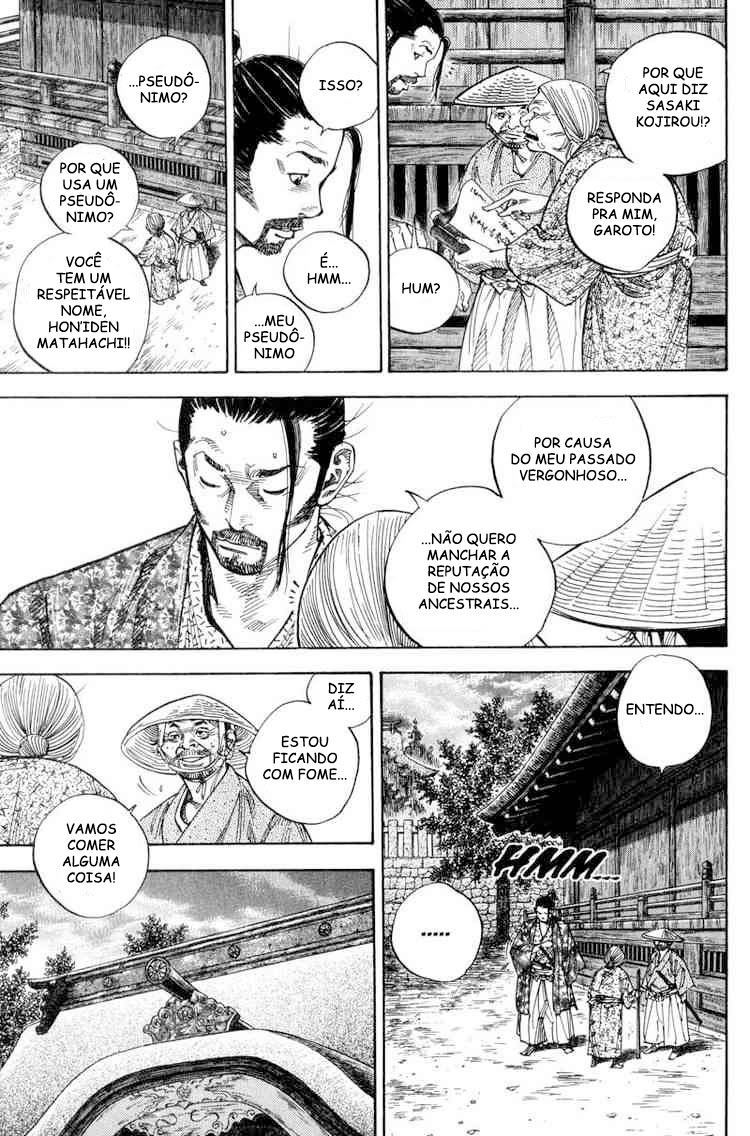 POR QUE
AQUI DIZ
SASAKI
KOJIROU!?
RESPONDA
PRA MIM,
GAROTO!
HUM?
ISSO?
É...
HMM...
...MEU
PSEUDÔ-
NIMO
...PSEUDÔ-
NIMO?
POR QUE
USA UM
PSEUDÔ-
NIMO?
VOCÊ
TEM UM
RESPEITÁVEL
NOME,
HON'IDEN
MATAHACHI!!
POR CAUSA
DO MEU PASSADO
VERGONHOSO...
...NÃO QUERO
MANCHAR A
REPUTAÇÃO
DE NOSSOS
ANCESTRAIS...
ENTENDO...
HMM...
.....
DIZ
AÍ...
ESTOU
FICANDO
COM FOME...
VAMOS
COMER
ALGUMA
COISA!